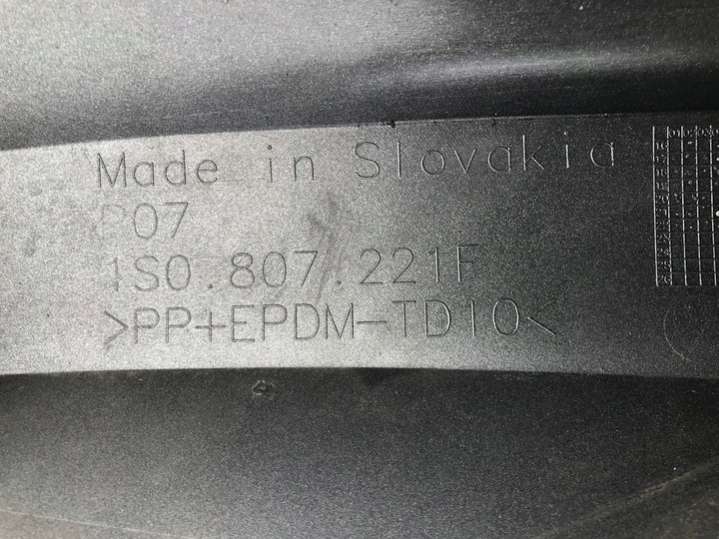 Made in Slovakia
P07
1S0.807.221F
>PP+EPDM-TD10<